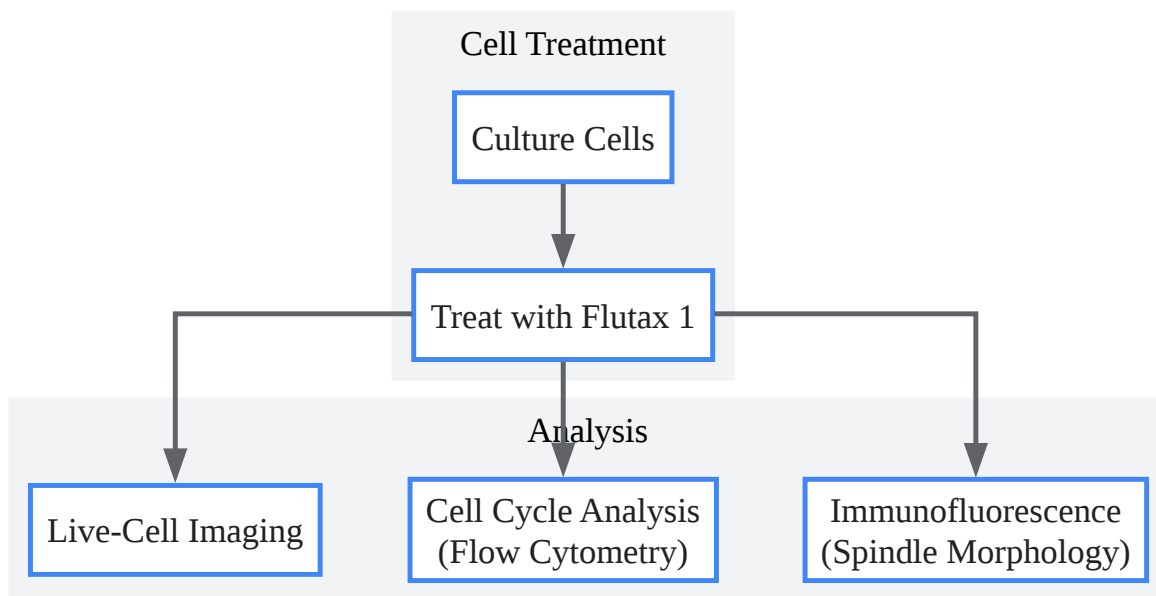 Cell Treatment
Culture Cells
Treat with Flutax 1
Analysis
Live-Cell Imaging
Cell Cycle Analysis
(Flow Cytometry)
Immunofluorescence
(Spindle Morphology)